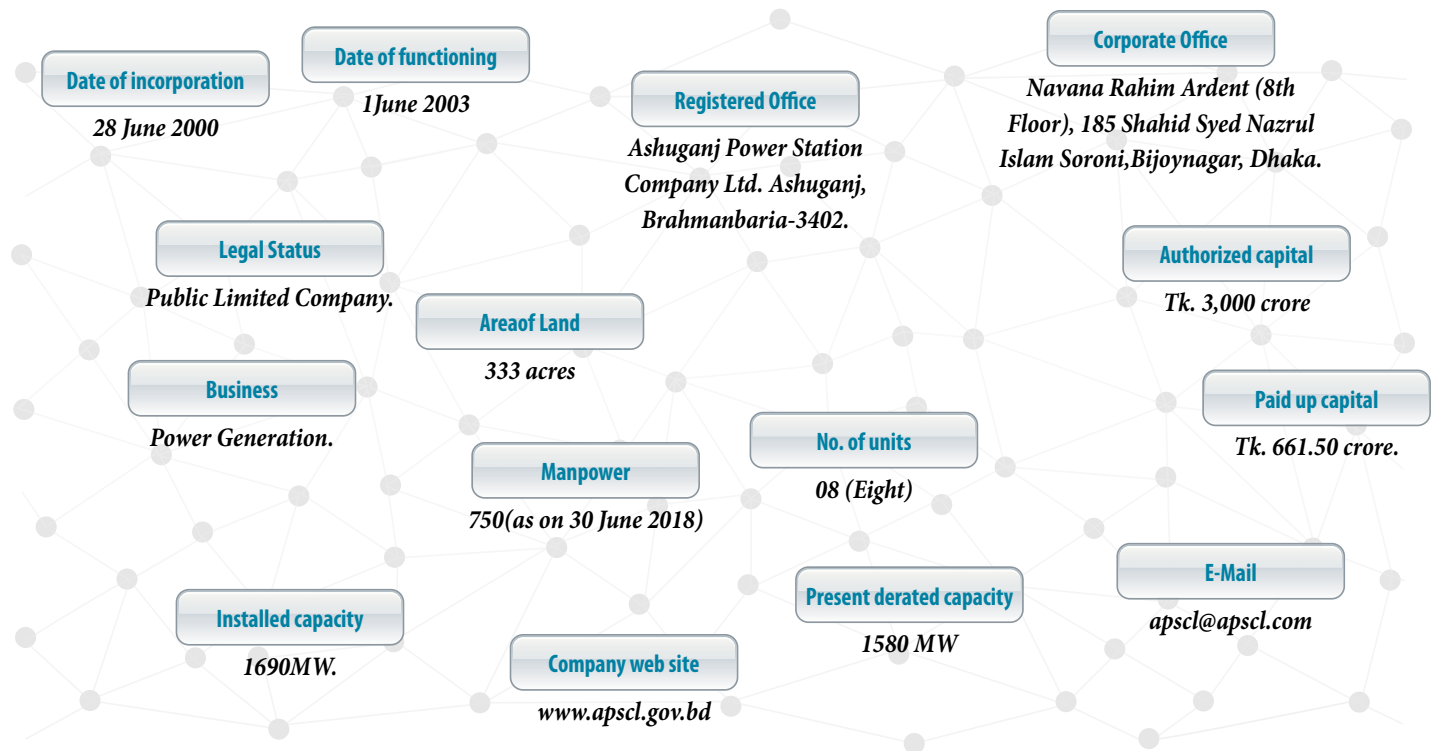 Date of incorporation
28 June 2000
Date of functioning
1June 2003
Registered Office
Ashuganj Power Station
Company Ltd. Ashuganj,
Brahmanbaria-3402.
Corporate Office
Navana Rahim Ardent (8th
Floor), 185 Shahid Syed Nazrul
Islam Soroni,Bijoynagar, Dhaka.
Legal Status
Public Limited Company.
Areaof Land
333 acres
Authorized capital
Tk. 3,000 crore
Business
Power Generation.
Manpower
750(as on 30 June 2018)
No. of units
08 (Eight)
Paid up capital
Tk. 661.50 crore.
Installed capacity
1690MW.
Company web site
www.apscl.gov.bd
Present derated capacity
1580 MW
E-Mail
apscl@apscl.com